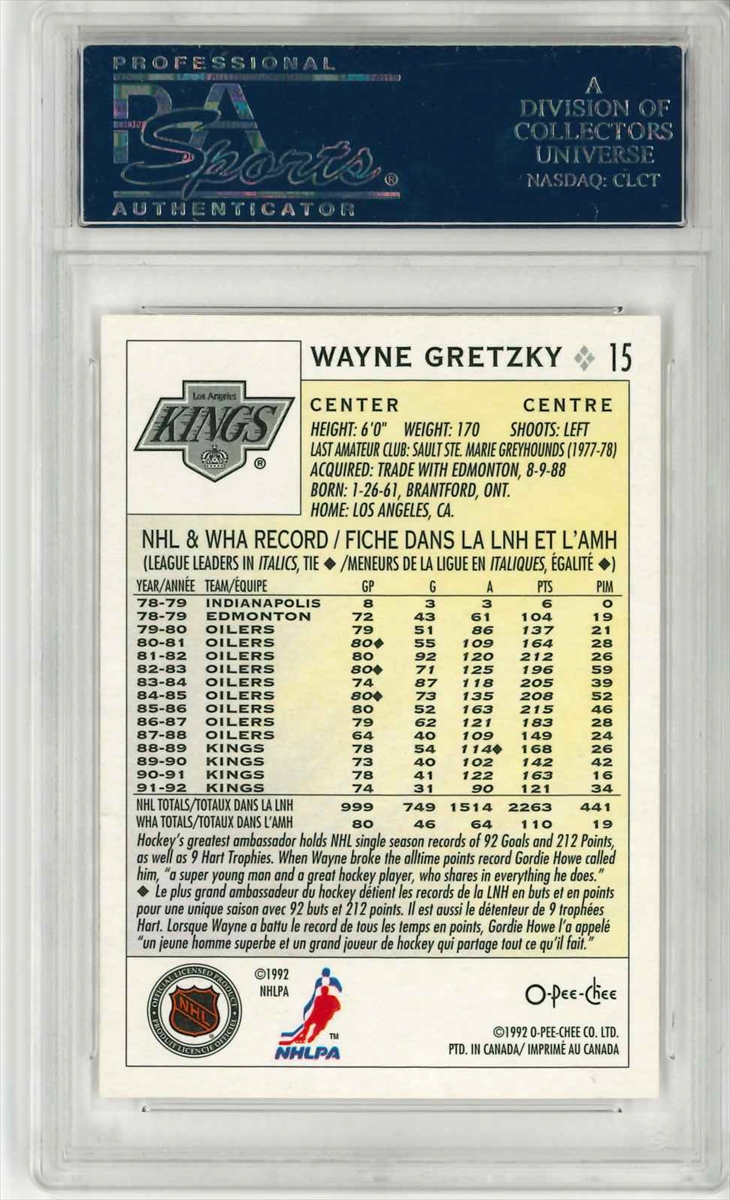 PROFESSIONAL
PSA
Sports®
AUTHENTICATOR
A
DIVISION OF
COLLECTORS
UNIVERSE
NASDAQ: CLCT
WAYNE GRETZKY 15
Los Angeles
KINGS
®
CENTER CENTRE
HEIGHT: 6'0" WEIGHT: 170 SHOOTS: LEFT
LAST AMATEUR CLUB: SAULT STE. MARIE GREYHOUNDS (1977-78)
ACQUIRED: TRADE WITH EDMONTON, 8-9-88
BORN: 1-26-61, BRANTFORD, ONT.
HOME: LOS ANGELES, CA.
NHL & WHA RECORD / FICHE DANS LA LNH ET L'AMH
(LEAGUE LEADERS IN ITALICS, TIE ◆ /MENEURS DE LA LIGUE EN ITALIQUES, ÉGALITÉ ◆)
YEAR/ANNÉE TEAM/ÉQUIPE GP G A PTS PIM
78-79 INDIANAPOLIS 8 3 3 6 0
78-79 EDMONTON 72 43 61 104 19
79-80 OILERS 79 51 86 137 21
80-81 OILERS 80◆ 55 109 164 28
81-82 OILERS 80 92 120 212 26
82-83 OILERS 80◆ 71 125 196 59
83-84 OILERS 74 87 118 205 39
84-85 OILERS 80◆ 73 135 208 52
85-86 OILERS 80 52 163 215 46
86-87 OILERS 79 62 121 183 28
87-88 OILERS 64 40 109 149 24
88-89 KINGS 78 54 114◆ 168 26
89-90 KINGS 73 40 102 142 42
90-91 KINGS 78 41 122 163 16
91-92 KINGS 74 31 90 121 34
NHL TOTALS/TOTAUX DANS LA LNH 999 749 1514 2263 441
WHA TOTALS/TOTAUX DANS L'AMH 80 46 64 110 19
Hockey's greatest ambassador holds NHL single season records of 92 Goals and 212 Points,
as well as 9 Hart Trophies. When Wayne broke the alltime points record Gordie Howe called
him, "a super young man and a great hockey player, who shares in everything he does."
◆ Le plus grand ambassadeur du hockey détient les records de la LNH en buts et en points
pour une unique saison avec 92 buts et 212 points. Il est aussi le détenteur de 9 trophées
Hart. Lorsque Wayne a battu le record de tous les temps en points, Gordie Howe l'a appelé
"un jeune homme superbe et un grand joueur de hockey qui partage tout ce qu'il fait."
OFFICIAL LICENSED PRODUCT
NHL
PRODUIT LICENCIÉ OFFICIEL
©1992
NHLPA
TM
NHLPA
O-Pee-Chee
©1992 O-PEE-CHEE CO. LTD.
PTD. IN CANADA/ IMPRIMÉ AU CANADA